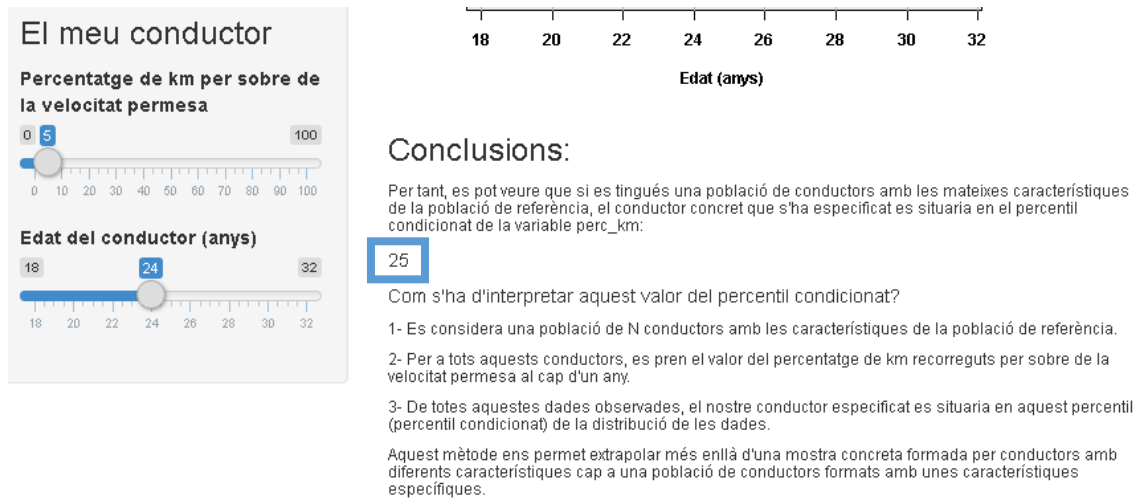 El meu conductor
Percentatge de km per sobre de
la velocitat permesa
0 5 100
0 10 20 30 40 50 60 70 80 90 100
Edat del conductor (anys)
18 24 32
18 20 22 24 26 28 30 32
18 20 22 24 26 28 30 32
Edat (anys)
Conclusions:
Per tant, es pot veure que si es tingués una població de conductors amb les mateixes característiques
de la població de referència, el conductor concret que s'ha especificat es situaria en el percentil
condicionat de la variable perc_km:
25
Com s'ha d'interpretar aquest valor del percentil condicionat?
1- Es considera una població de N conductors amb les característiques de la població de referència.
2- Per a tots aquests conductors, es pren el valor del percentatge de km recorreguts per sobre de la
velocitat permesa al cap d'un any.
3- De totes aquestes dades observades, el nostre conductor especificat es situaria en aquest percentil
(percentil condicionat) de la distribució de les dades.
Aquest mètode ens permet extrapolar més enllà d'una mostra concreta formada per conductors amb
diferents característiques cap a una població de conductors formats amb unes característiques
específiques.